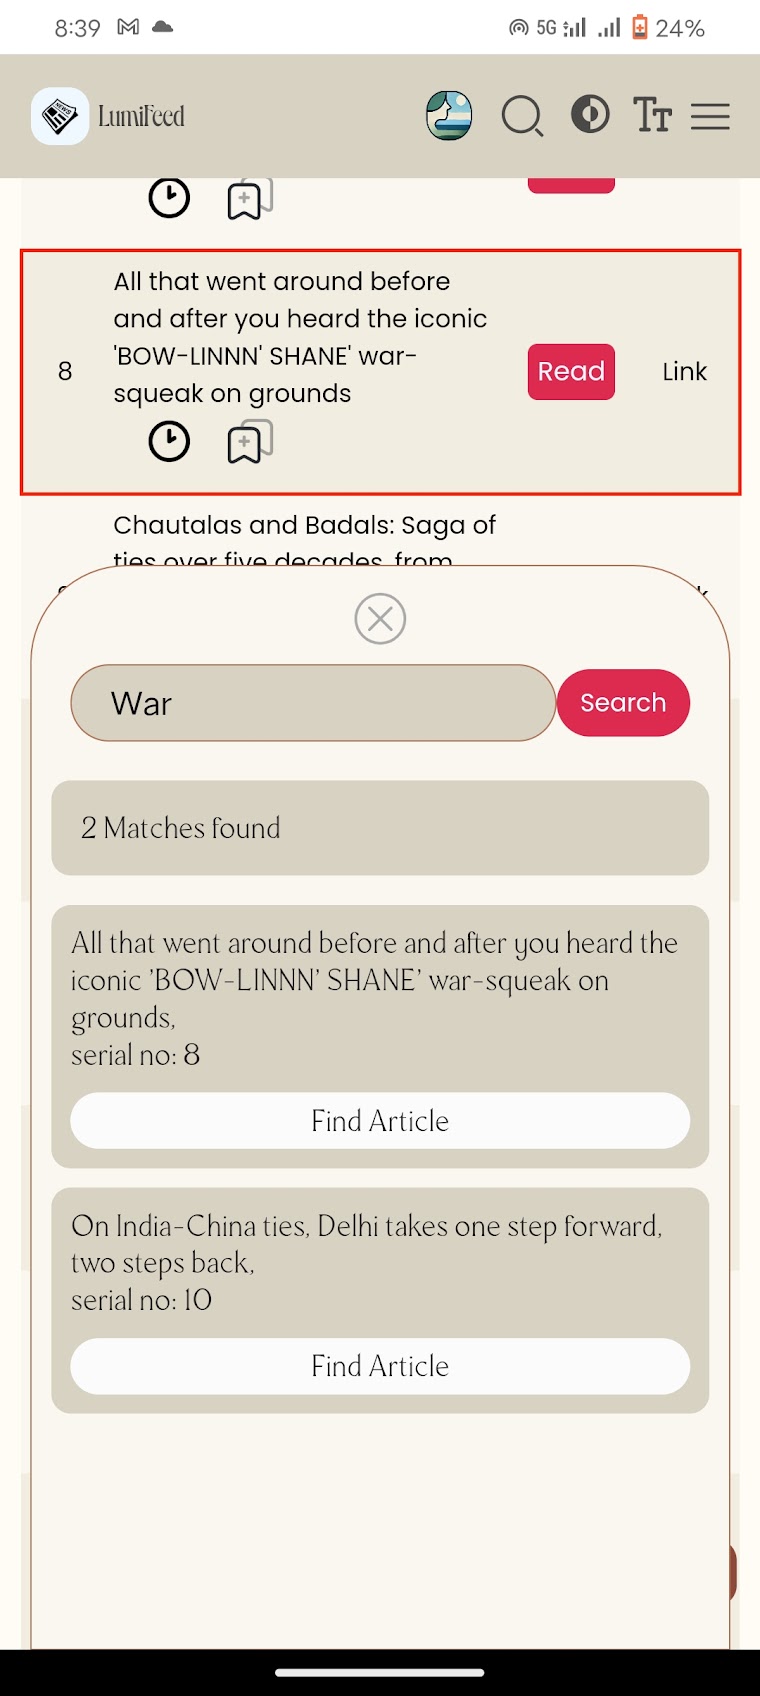 8:39
5G
24%
LumiFeed
Tт
8
All that went around before
and after you heard the iconic
'BOW-LINNN' SHANE' war-
squeak on grounds
Read
Link
Chautalas and Badals: Saga of
ties over five decades, from
War
Search
2 Matches found
All that went around before and after you heard the
iconic 'BOW-LINNN' SHANE' war-squeak on
grounds,
serial no: 8
Find Article
On India-China ties, Delhi takes one step forward,
two steps back,
serial no: 10
Find Article